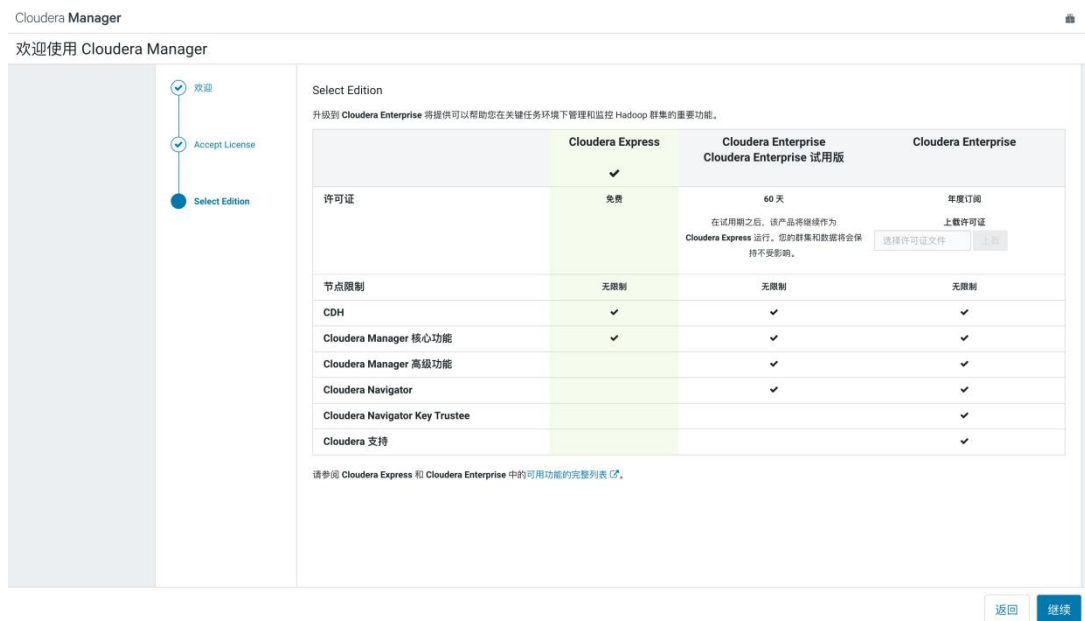 Cloudera Manager
欢迎使用 Cloudera Manager
欢迎
Accept License
Select Edition
Select Edition
升级到 Cloudera Enterprise 将提供可以帮助您在关键任务环境下管理和监控 Hadoop 群集的重要功能。
Cloudera Express
Cloudera Enterprise
Cloudera Enterprise 试用版
Cloudera Enterprise
许可证
免费
60 天
在试用期之后，该产品将继续作为
Cloudera Express 运行。您的群集和数据将会保
持不受影响。
年度订阅
上载许可证
选择许可证文件 上载
节点限制 无限制 无限制 无限制
CDH
Cloudera Manager 核心功能
Cloudera Manager 高级功能
Cloudera Navigator
Cloudera Navigator Key Trustee
Cloudera 支持
请参阅 Cloudera Express 和 Cloudera Enterprise 中的可用功能的完整列表。
返回 继续